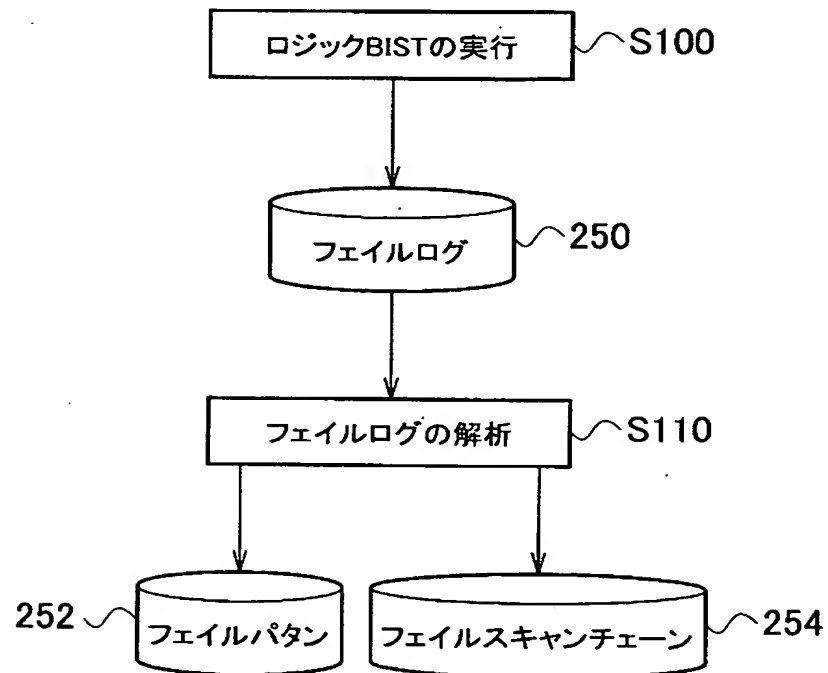 ロジックBISTの実行
S100
フェイルログ
250
フェイルログの解析
S110
252
フェイルパタン
フェイルスキャンチェーン
254